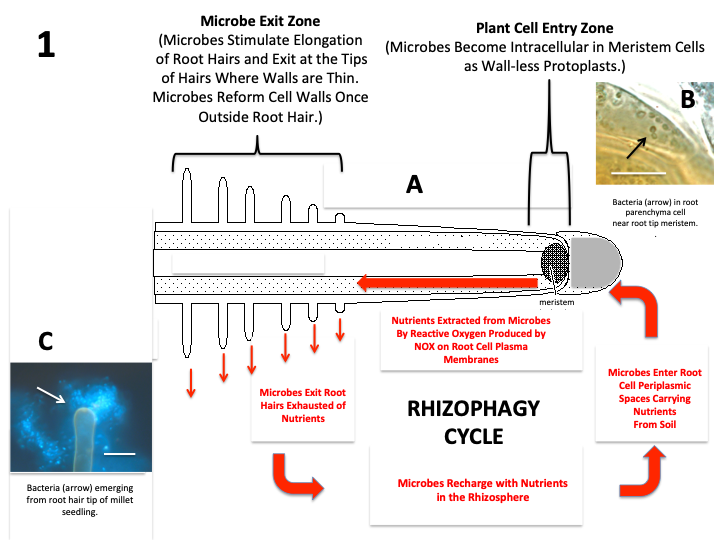 1
Microbe Exit Zone
(Microbes Stimulate Elongation
of Root Hairs and Exit at the Tips
of Hairs Where Walls are Thin.
Microbes Reform Cell Walls Once
Outside Root Hair.)
Plant Cell Entry Zone
(Microbes Become Intracellular in Meristem Cells
as Wall-less Protoplasts.)
B
Bacteria (arrow) in root
parenchyma cell
near root tip meristem.
A
meristem
Nutrients Extracted from Microbes
By Reactive Oxygen Produced by
NOX on Root Cell Plasma
Membranes
C
Bacteria (arrow) emerging
from root hair tip of millet
seedling.
Microbes Exit Root
Hairs Exhausted of
Nutrients
RHIZOPHAGY
CYCLE
Microbes Enter Root
Cell Periplasmic
Spaces Carrying
Nutrients
From Soil
Microbes Recharge with Nutrients
in the Rhizosphere